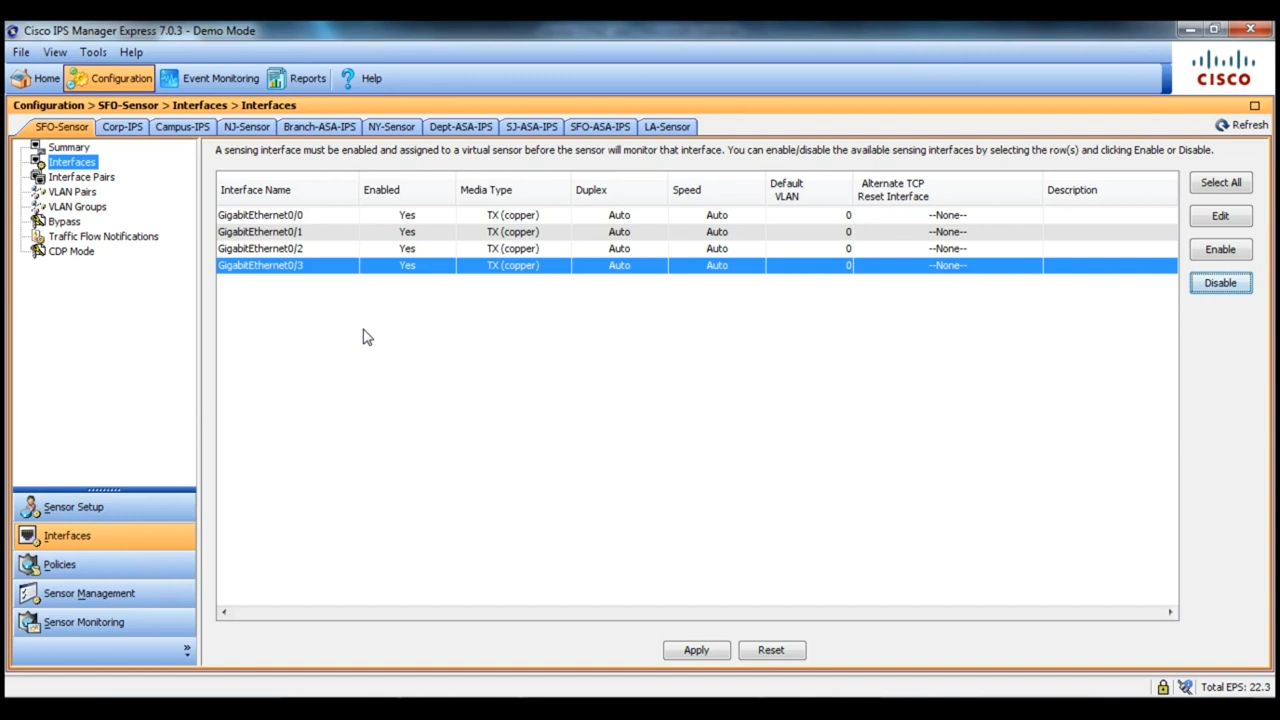 Cisco IPS Manager Express 7.0.3 - Demo Mode
File View Tools Help
Home Configuration Event Monitoring Reports Help
CISCO
Configuration > SFO-Sensor > Interfaces > Interfaces
SFO-Sensor Corp-IPS Campus-IPS NJ-Sensor Branch-ASA-IPS NY-Sensor Dept-ASA-IPS SJ-ASA-IPS SFO-ASA-IPS LA-Sensor Refresh
Summary
Interfaces
Interface Pairs
VLAN Pairs
VLAN Groups
Bypass
Traffic Flow Notifications
CDP Mode
Sensor Setup
Interfaces
Policies
Sensor Management
Sensor Monitoring
A sensing interface must be enabled and assigned to a virtual sensor before the sensor will monitor that interface. You can enable/disable the available sensing interfaces by selecting the row(s) and clicking Enable or Disable.
Interface Name Enabled Media Type Duplex Speed Default VLAN Alternate TCP Reset Interface Description
GigabitEthernet0/0 Yes TX (copper) Auto Auto 0 --None--
GigabitEthernet0/1 Yes TX (copper) Auto Auto 0 --None--
GigabitEthernet0/2 Yes TX (copper) Auto Auto 0 --None--
GigabitEthernet0/3 Yes TX (copper) Auto Auto 0 --None--
Select All
Edit
Enable
Disable
Apply Reset
Total EPS: 22.3